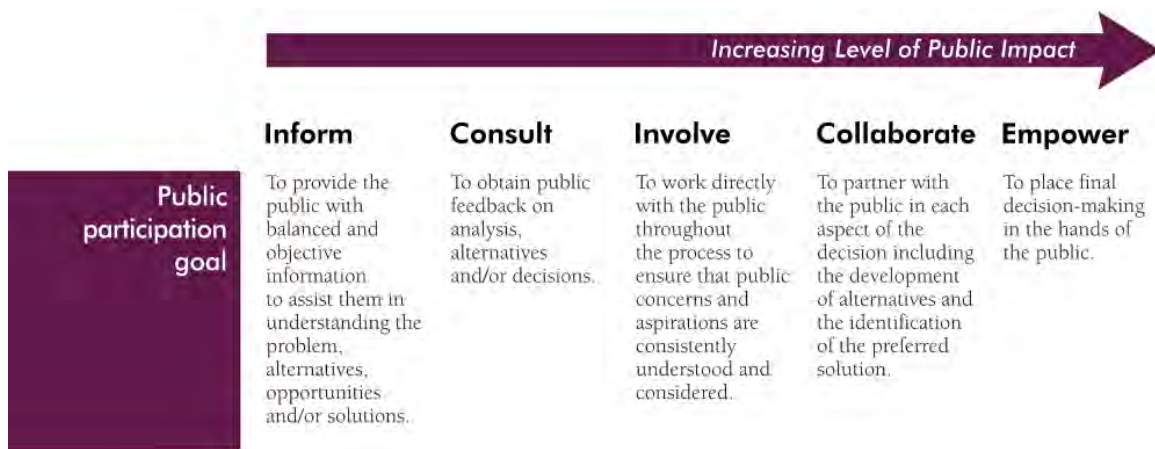 Increasing Level of Public Impact
Public
participation
goal
Inform
To provide the
public with
balanced and
objective
information
to assist them in
understanding the
problem,
alternatives,
opportunities
and/or solutions.
Consult
To obtain public
feedback on
analysis,
alternatives
and/or decisions.
Involve
To work directly
with the public
throughout
the process to
ensure that public
concerns and
aspirations are
consistently
understood and
considered.
Collaborate
To partner with
the public in each
aspect of the
decision including
the development
of alternatives and
the identification
of the preferred
solution.
Empower
To place final
decision-making
in the hands of
the public.